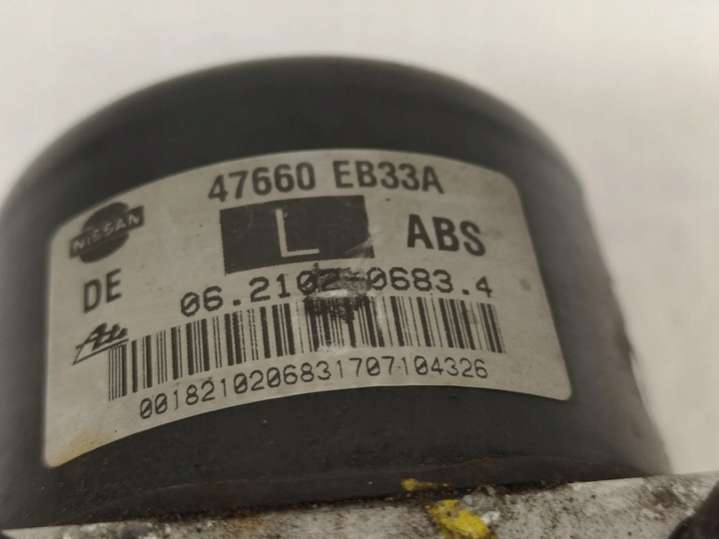 47660 EB33A
NISSAN
L
ABS
DE
06.2102-0683.4
Ate
0018210206831707104326